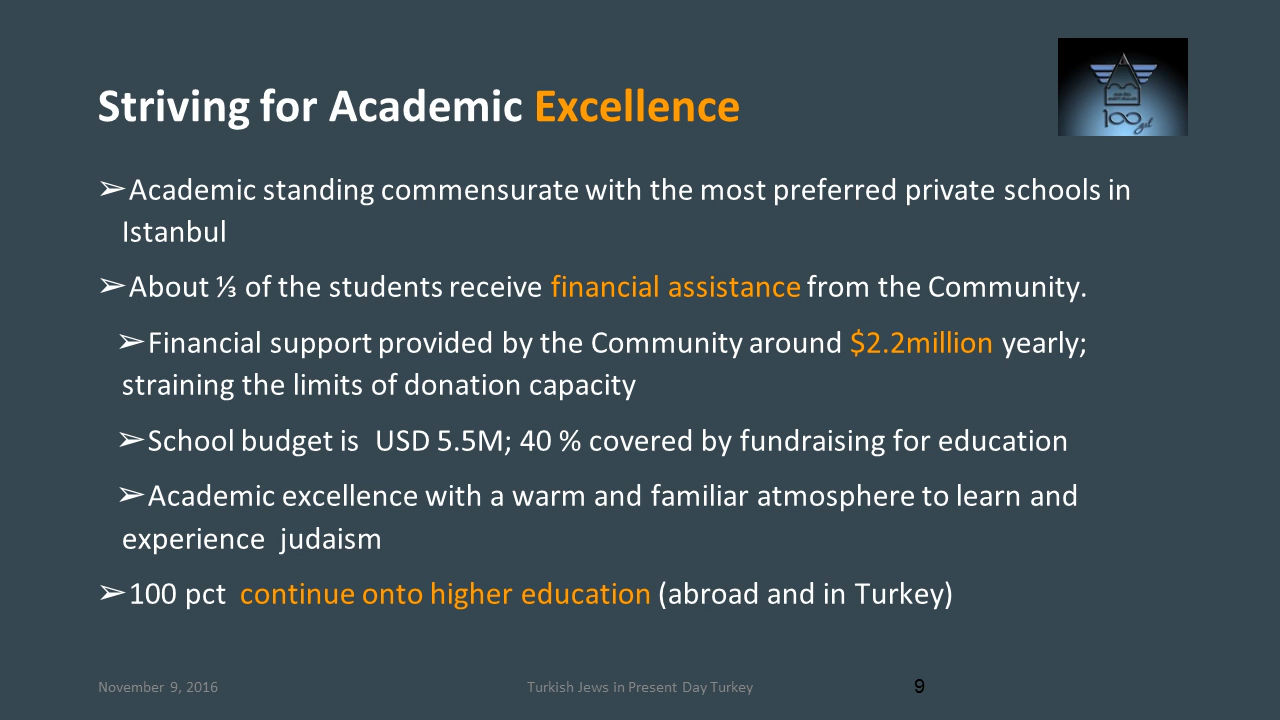 Striving for Academic Excellence
100 yıl
➢Academic standing commensurate with the most preferred private schools in
Istanbul
➢About ⅓ of the students receive financial assistance from the Community.
➢Financial support provided by the Community around $2.2million yearly;
straining the limits of donation capacity
➢School budget is  USD 5.5M; 40 % covered by fundraising for education
➢Academic excellence with a warm and familiar atmosphere to learn and
experience  judaism
➢100 pct  continue onto higher education (abroad and in Turkey)
November 9, 2016
Turkish Jews in Present Day Turkey
9